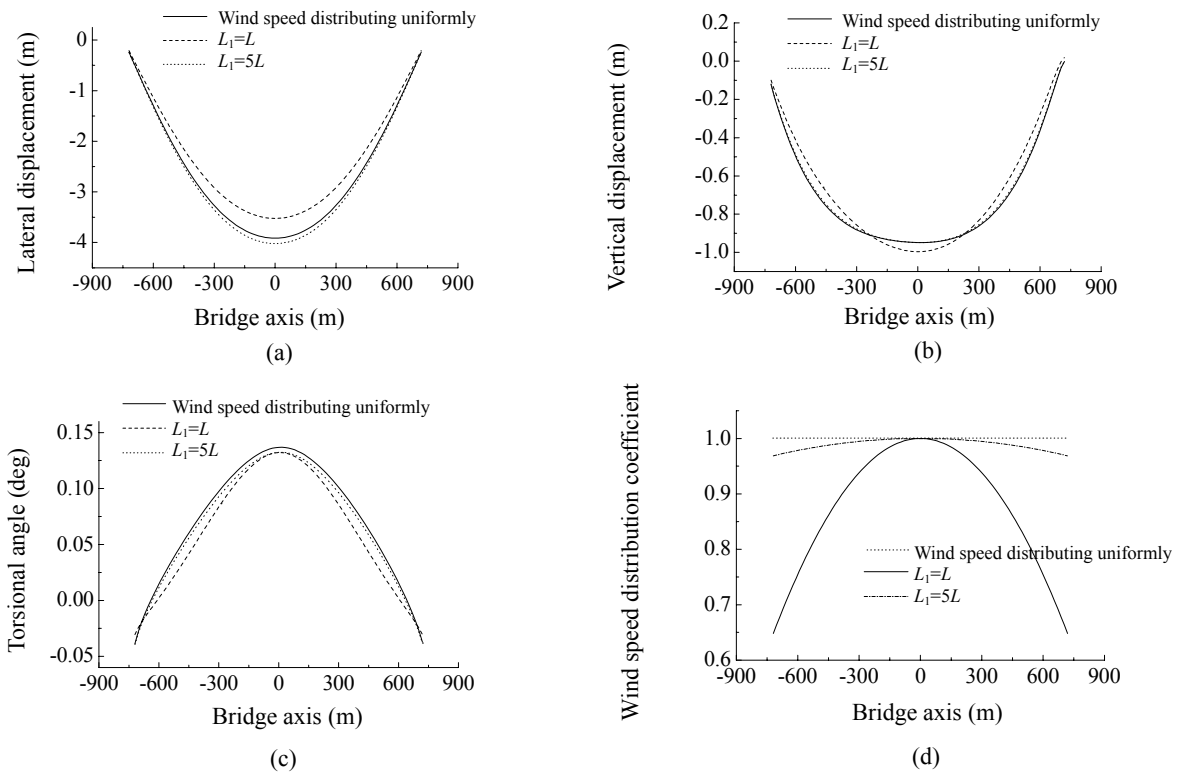 Wind speed distributing uniformly
L1=L
L1=5L
0
-1
-2
-3
-4
-900 -600 -300 0 300 600 900
Lateral displacement (m)
Bridge axis (m)
(a)
Wind speed distributing uniformly
L1=L
L1=5L
0.2
0.0
-0.2
-0.4
-0.6
-0.8
-1.0
-900 -600 -300 0 300 600 900
Vertical displacement (m)
Bridge axis (m)
(b)
Wind speed distributing uniformly
L1=L
L1=5L
0.15
0.10
0.05
0.00
-0.05
-900 -600 -300 0 300 600 900
Torsional angle (deg)
Bridge axis (m)
(c)
1.0
0.9
0.8
0.7
0.6
Wind speed distributing uniformly
L1=L
L1=5L
-900 -600 -300 0 300 600 900
Wind speed distribution coefficient
Bridge axis (m)
(d)